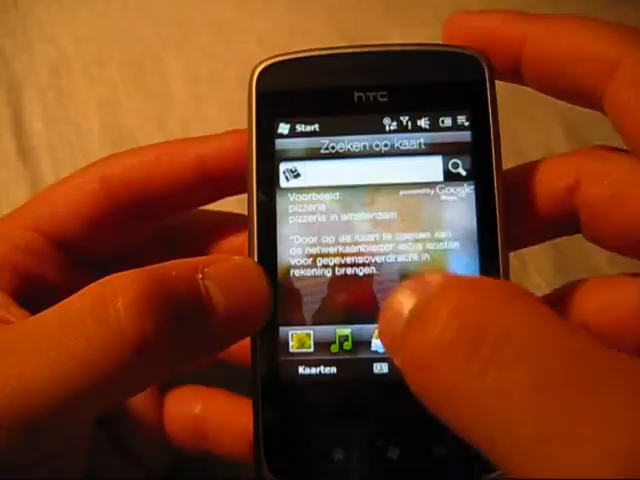 hTC
Start
Zoeken op kaart
Voorbeeld:
powered by Google
pizzeria
Maps
pizzeria in amsterdam
"Door op de kaart te zoeken kan
de netwerkaanbieder extra kosten
voor gegevensoverdracht in
rekening brengen.
Kaarten